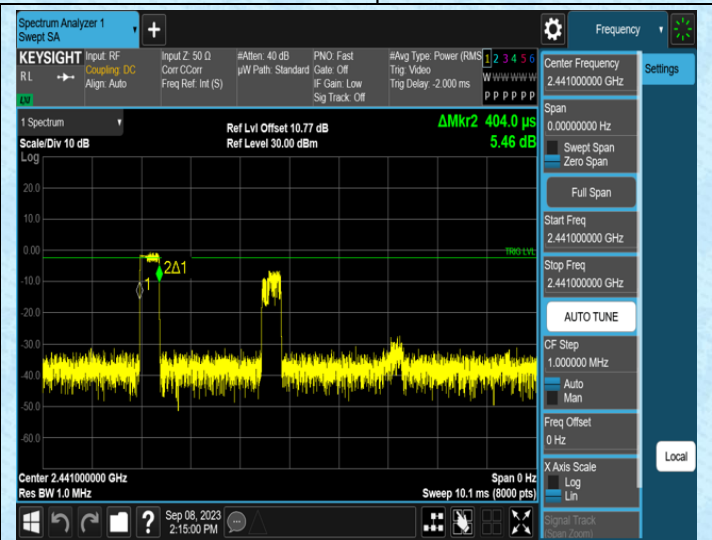 Spectrum Analyzer 1
Swept SA
+
Frequency
KEYSIGHT
RL
LXI
Input: RF
Coupling: DC
Align: Auto
Input Z: 50 Ω
Corr CCorr
Freq Ref: Int (S)
#Atten: 40 dB
µW Path: Standard
PNO: Fast
Gate: Off
IF Gain: Low
Sig Track: Off
#Avg Type: Power (RMS
Trig: Video
Trig Delay: -2.000 ms
1 2 3 4 5 6
W W W W W W
P P P P P P
1 Spectrum
Scale/Div 10 dB
Log
Ref Lvl Offset 10.77 dB
Ref Level 30.00 dBm
ΔMkr2 404.0 µs
5.46 dB
20.0
10.0
0.00
TRIG LVL
2Δ1
1
-10.0
-20.0
-30.0
-40.0
-50.0
-60.0
Center 2.441000000 GHz
Res BW 1.0 MHz
Span 0 Hz
Sweep 10.1 ms (8000 pts)
Sep 08, 2023
2:15:00 PM
?
Center Frequency
2.441000000 GHz
Settings
Span
0.00000000 Hz
Swept Span
Zero Span
Full Span
Start Freq
2.441000000 GHz
Stop Freq
2.441000000 GHz
AUTO TUNE
CF Step
1.000000 MHz
Auto
Man
Freq Offset
0 Hz
Local
X Axis Scale
Log
Lin
Signal Track
(Span Zoom)